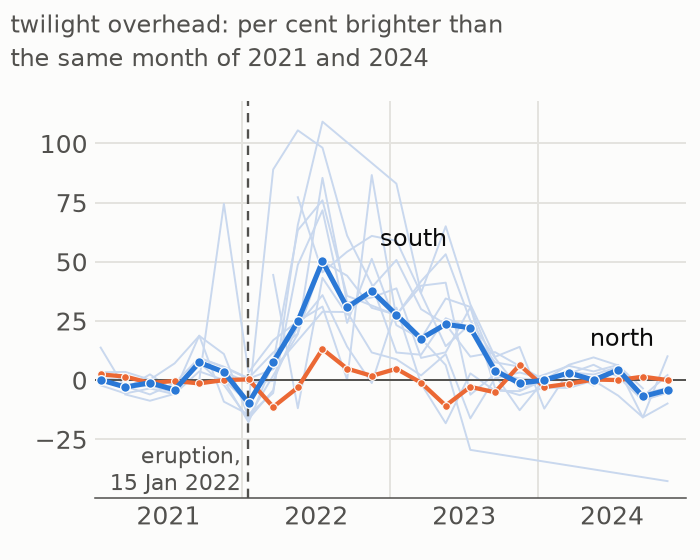 twilight overhead: per cent brighter than
the same month of 2021 and 2024
100
75
50
25
0
−25
south
north
eruption,
15 Jan 2022
2021
2022
2023
2024